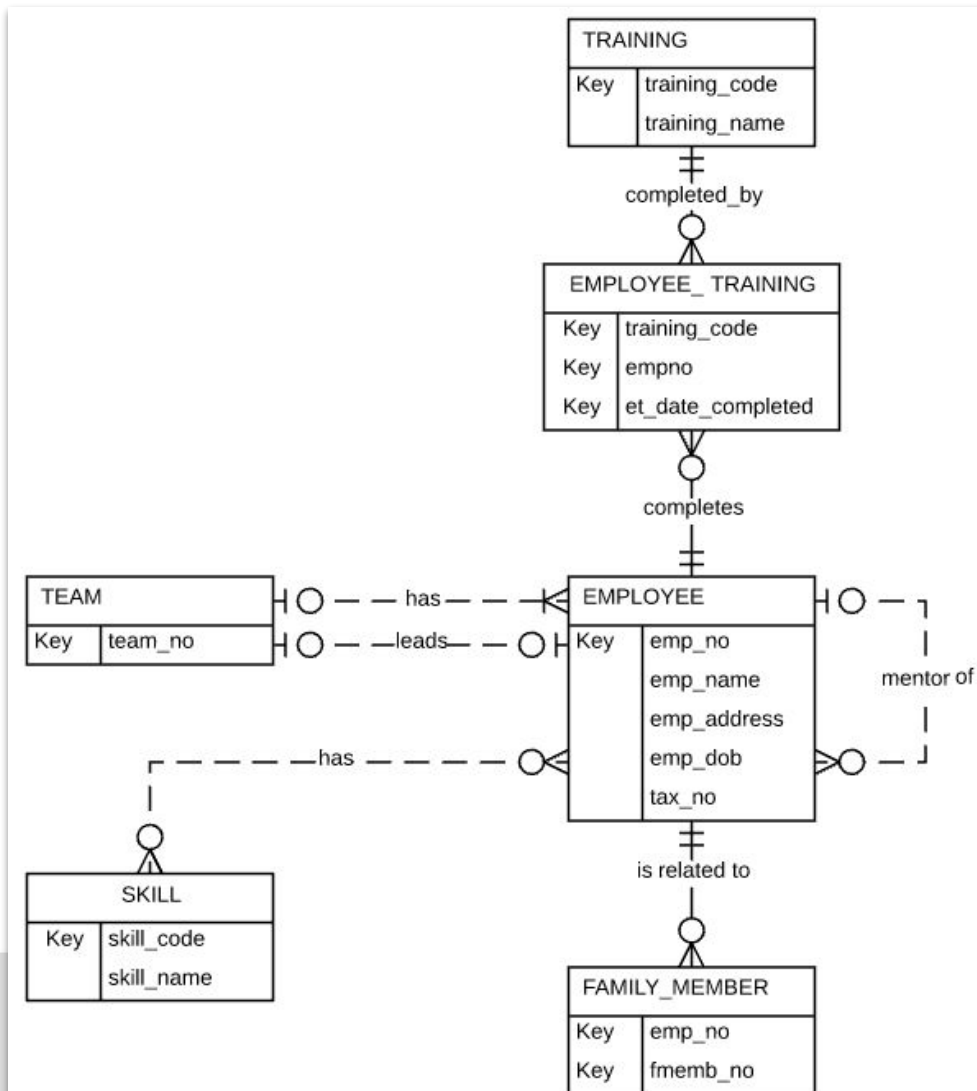 TRAINING
Key training_code
training_name
completed_by
EMPLOYEE_ TRAINING
Key training_code
Key empno
Key et_date_completed
completes
TEAM
Key team_no
has
leads
EMPLOYEE
Key emp_no
emp_name
emp_address
emp_dob
tax_no
mentor of
has
SKILL
Key skill_code
skill_name
is related to
FAMILY_MEMBER
Key emp_no
Key fmemb_no